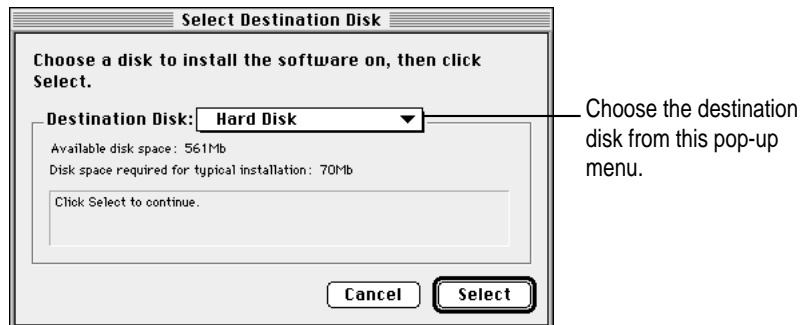 Select Destination Disk
Choose a disk to install the software on, then click
Select.
Destination Disk: Hard Disk
Available disk space: 561Mb
Disk space required for typical installation: 70Mb
Click Select to continue.
Cancel Select
Choose the destination
disk from this pop-up
menu.